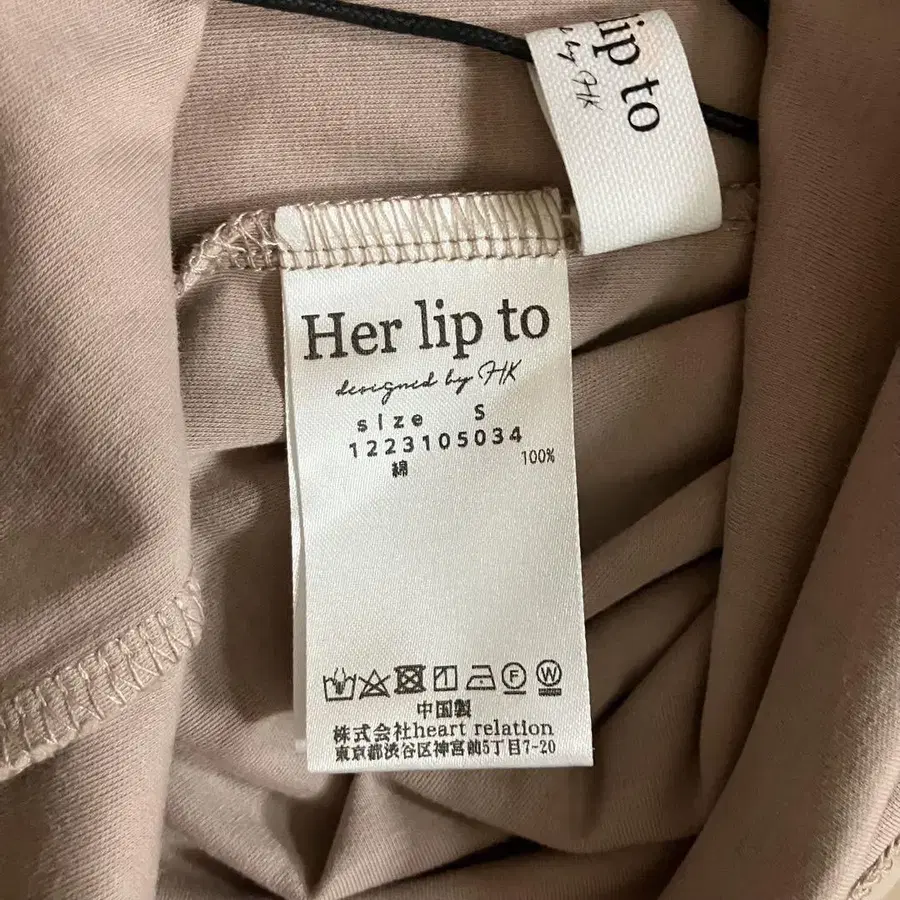 lip to
by HK
Her lip to
designed by HK
size S
1223105034
綿 100%
F W
中国製
株式会社heart relation
東京都渋谷区神宮前5丁目7-20